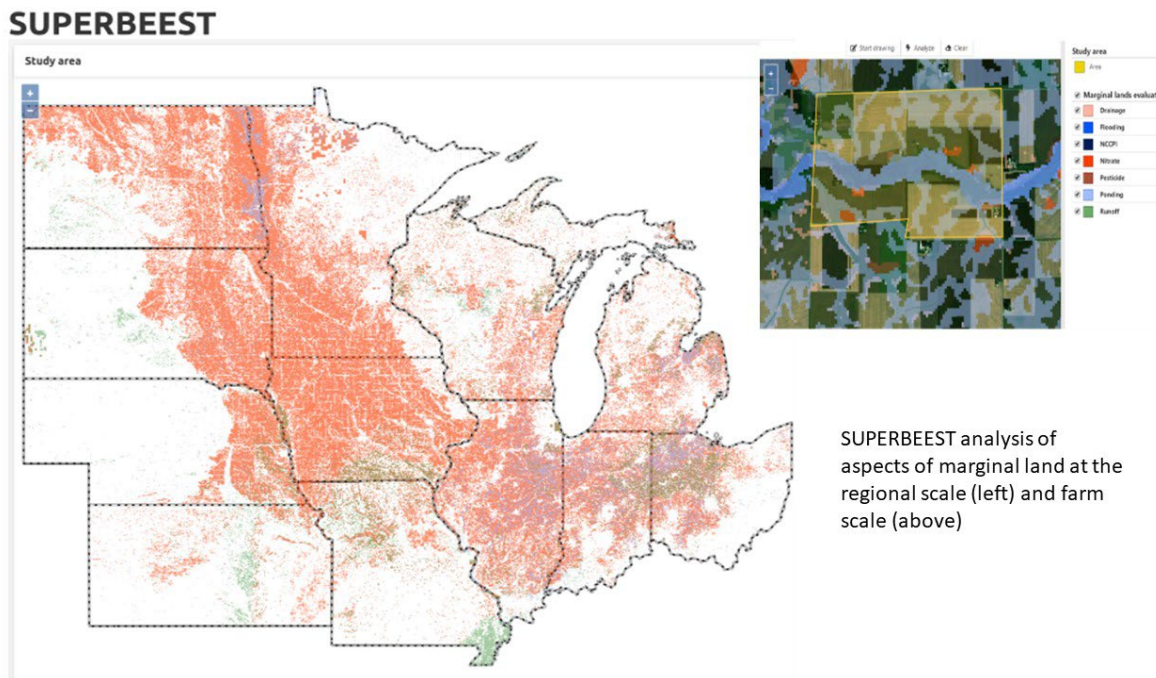 SUPERBEEST
Study area
+
−
Start drawing
Analyze
Clear
+
−
Study area
Area
Marginal lands evaluat
Drainage
Flooding
NCCPI
Nitrate
Pesticide
Ponding
Runoff
SUPERBEEST analysis of
aspects of marginal land at the
regional scale (left) and farm
scale (above)